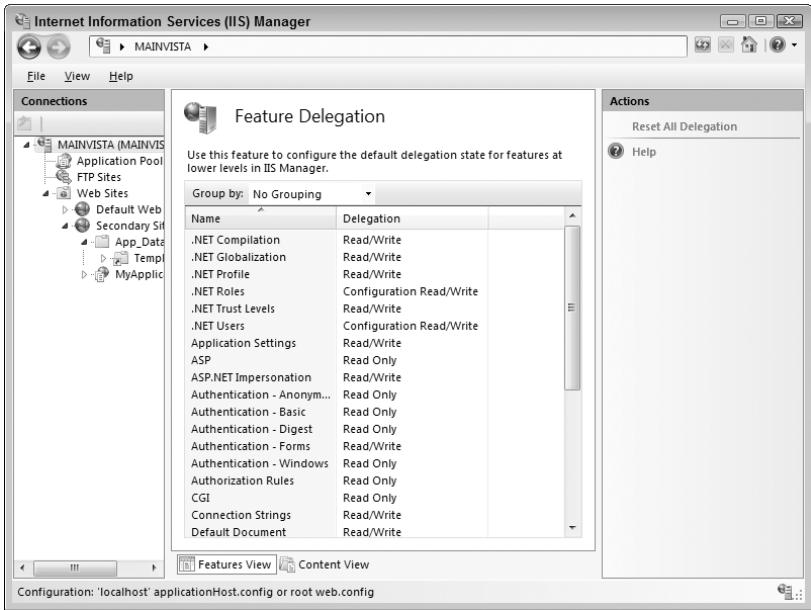 Internet Information Services (IIS) Manager
MAINVISTA
File View Help
Connections
MAINVISTA (MAINVIS
Application Pool
FTP Sites
Web Sites
Default Web
Secondary Sit
App_Data
Templ
MyApplic
Feature Delegation
Use this feature to configure the default delegation state for features at
lower levels in IIS Manager.
Group by: No Grouping
Name Delegation
.NET Compilation Read/Write
.NET Globalization Read/Write
.NET Profile Read/Write
.NET Roles Configuration Read/Write
.NET Trust Levels Read/Write
.NET Users Configuration Read/Write
Application Settings Read/Write
ASP Read Only
ASP.NET Impersonation Read/Write
Authentication - Anonym... Read Only
Authentication - Basic Read Only
Authentication - Digest Read Only
Authentication - Forms Read/Write
Authentication - Windows Read Only
Authorization Rules Read Only
CGI Read Only
Connection Strings Read/Write
Default Document Read/Write
Features View Content View
Actions
Reset All Delegation
Help
Configuration: 'localhost' applicationHost.config or root web.config